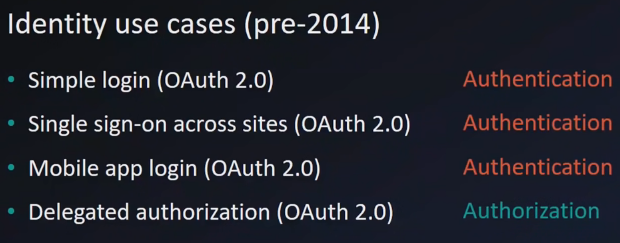 Identity use cases (pre-2014)
• Simple login (OAuth 2.0) Authentication
• Single sign-on across sites (OAuth 2.0) Authentication
• Mobile app login (OAuth 2.0) Authentication
• Delegated authorization (OAuth 2.0) Authorization